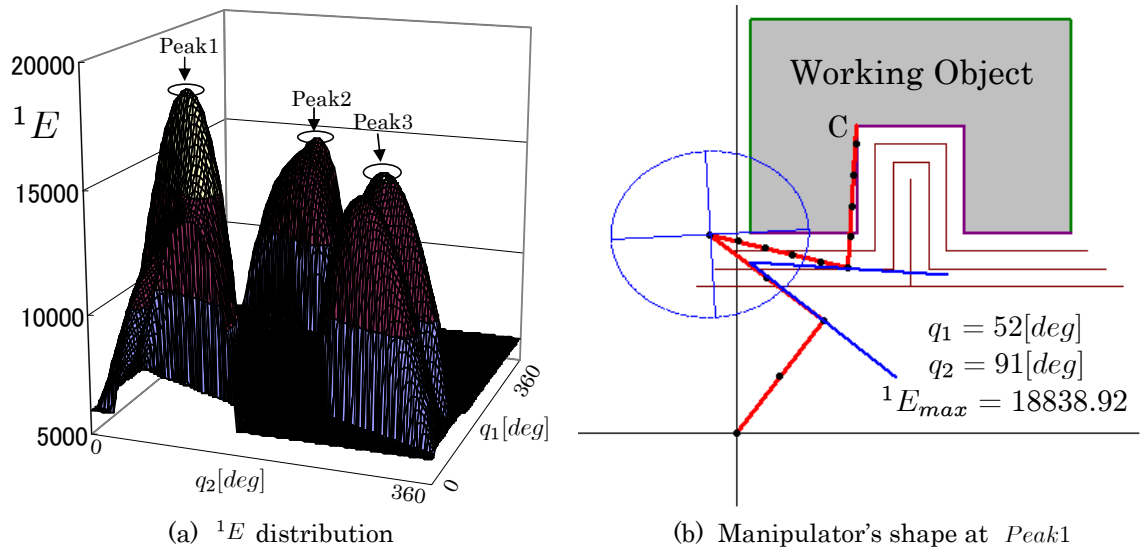 Peak1
20000
¹E
Peak2
Peak3
15000
10000
5000
0
q₂[deg]
360
0
q₁[deg]
360
(a) ¹E distribution
Working Object
C
q₁ = 52[deg]
q₂ = 91[deg]
¹Eₘₐₓ = 18838.92
(b) Manipulator's shape at Peak1